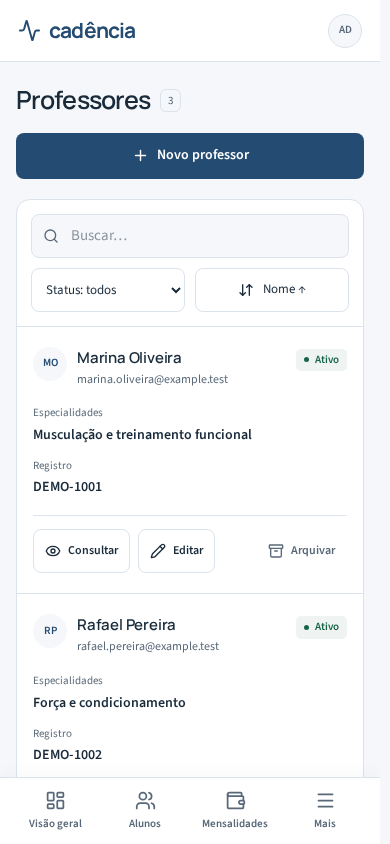 cadência
AD
Professores 3
Novo professor
Buscar...
Status: todos
Nome ↑
MO
Marina Oliveira
marina.oliveira@example.test
Ativo
Especialidades
Musculação e treinamento funcional
Registro
DEMO-1001
Consultar
Editar
Arquivar
RP
Rafael Pereira
rafael.pereira@example.test
Ativo
Especialidades
Força e condicionamento
Registro
DEMO-1002
Visão geral
Alunos
Mensalidades
Mais